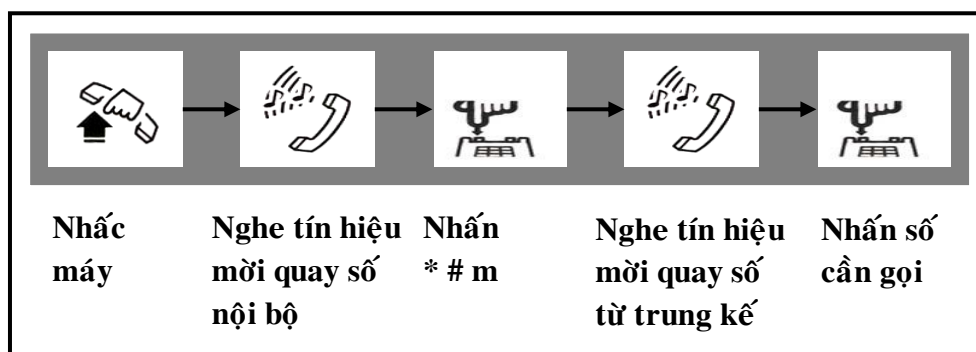 Nhấc
máy
Nghe tín hiệu
mời quay số
nội bộ
Nhấn
* # m
Nghe tín hiệu
mời quay số
từ trung kế
Nhấn số
cần gọi